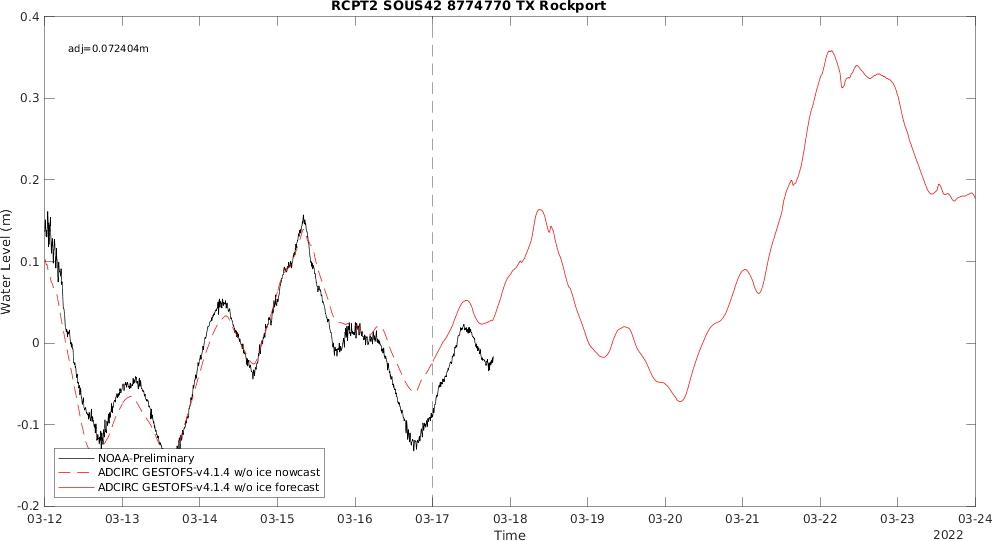 RCPT2 SOUS42 8774770 TX Rockport
adj=0.072404m
Water Level (m)
0.4
0.3
0.2
0.1
0
-0.1
-0.2
NOAA-Preliminary
ADCIRC GESTOFS-v4.1.4 w/o ice nowcast
ADCIRC GESTOFS-v4.1.4 w/o ice forecast
03-12 03-13 03-14 03-15 03-16 03-17 03-18 03-19 03-20 03-21 03-22 03-23 03-24
Time
2022